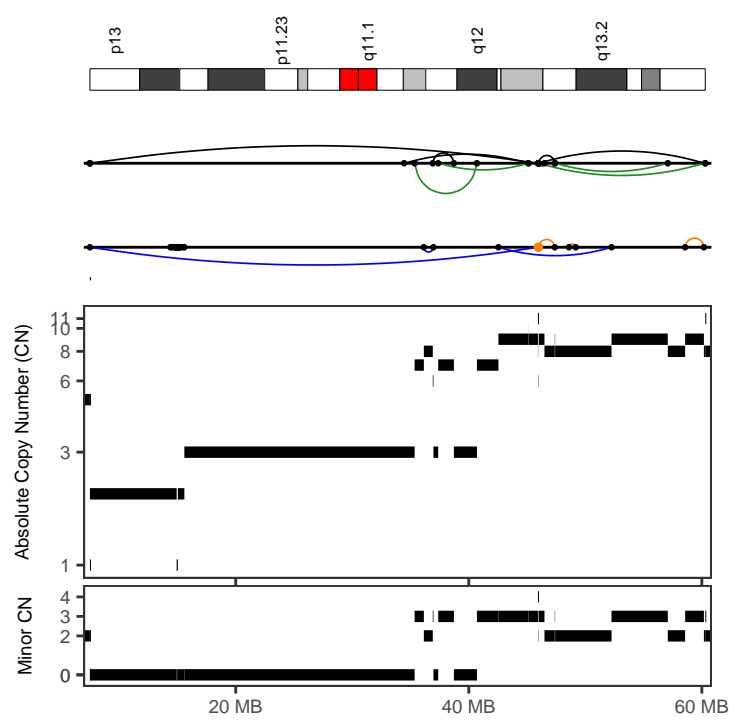 p13
p11.23
q11.1
q12
q13.2
Absolute Copy Number (CN)
11
10
8
6
3
1
Minor CN
4
3
2
0
20 MB
40 MB
60 MB